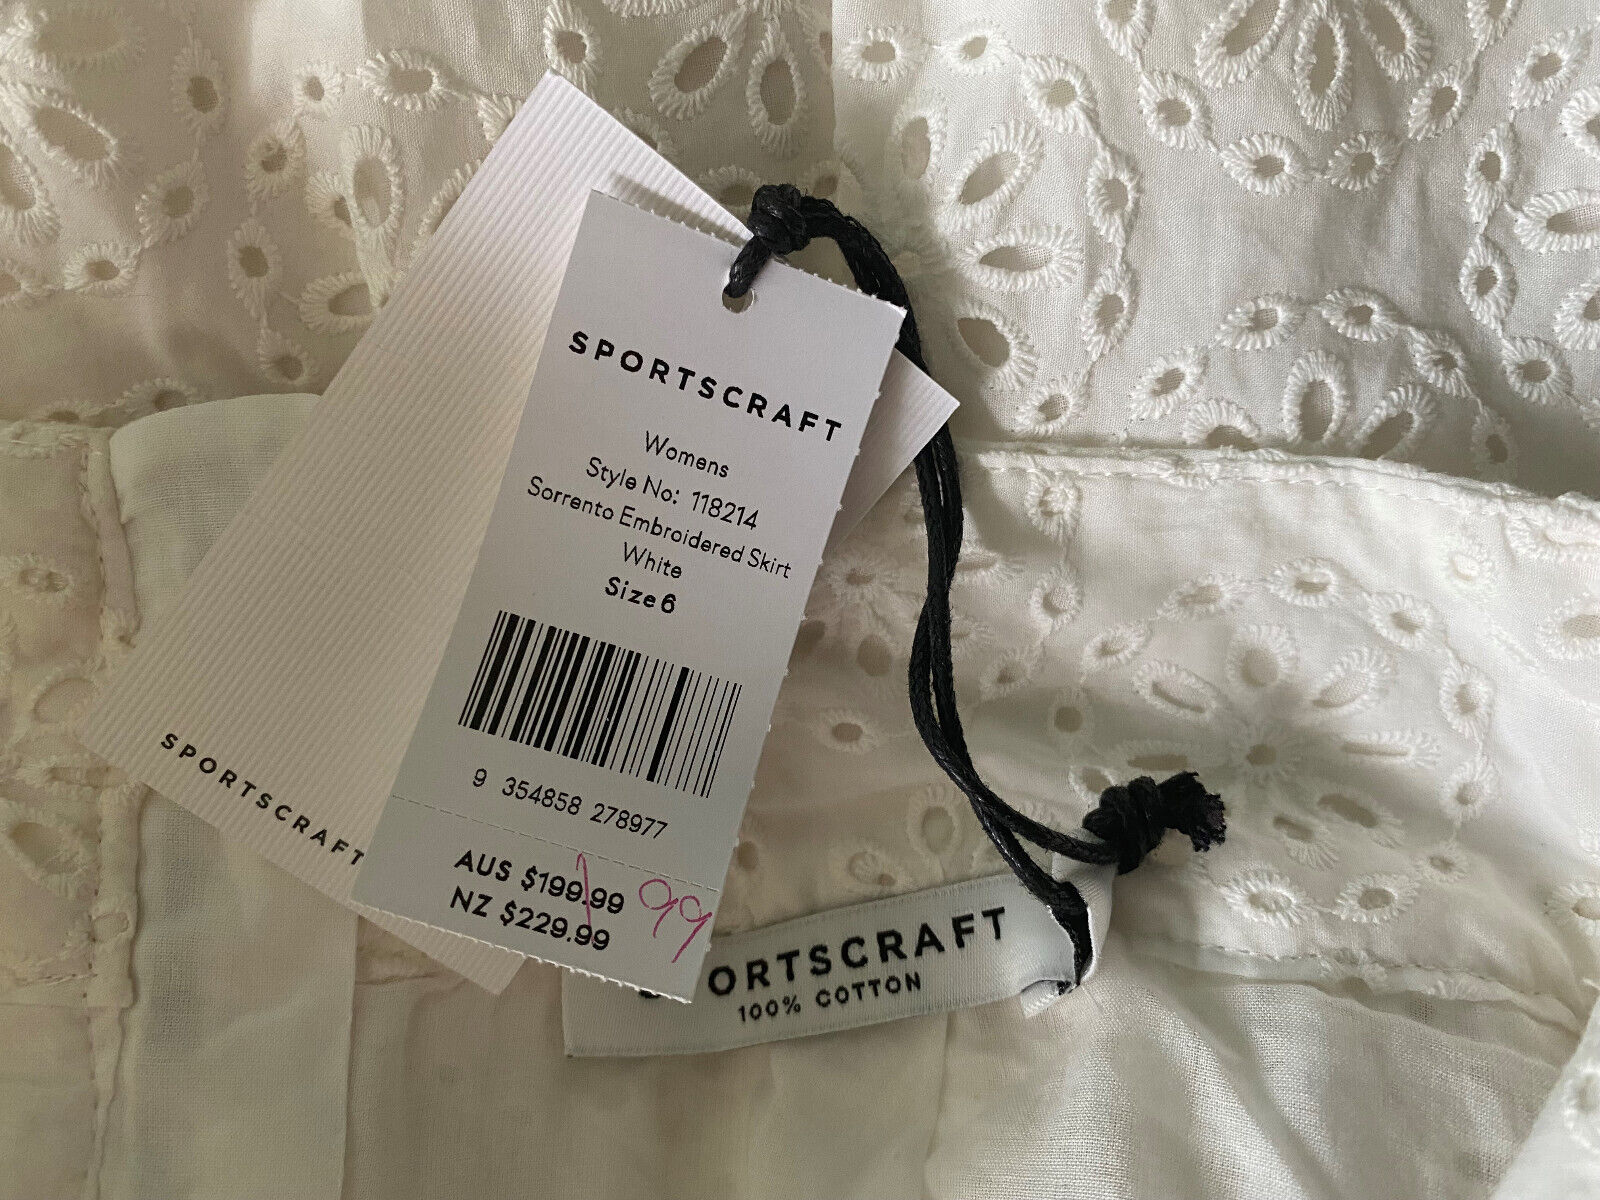 SPORTSCRAFT
Womens
Style No: 118214
Sorrento Embroidered Skirt
White
Size 6
9 354858 278977
AUS $199.99 99
NZ $229.99
SPORTSCRAFT
ORTSCRAFT
100% COTTON